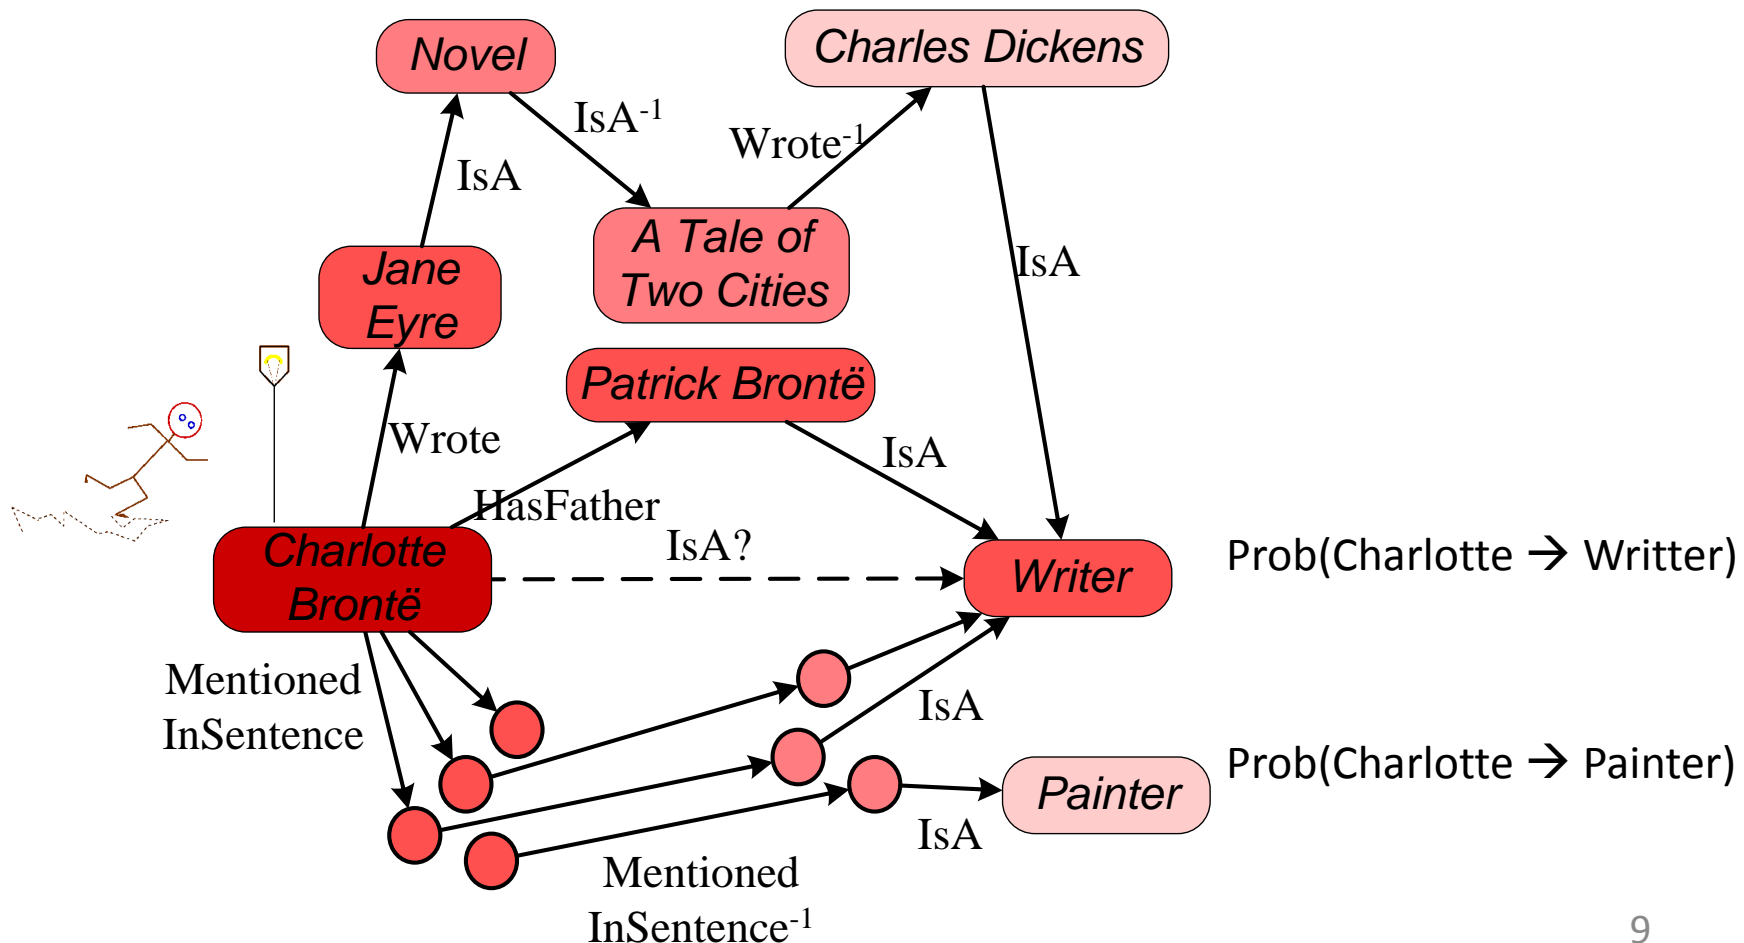 Novel
Charles Dickens
IsA⁻¹
Wrote⁻¹
IsA
A Tale of
Two Cities
Jane
Eyre
IsA
Patrick Brontë
Wrote
IsA
HasFather
Charlotte
Brontë
IsA?
Writer
Prob(Charlotte → Writter)
Mentioned
InSentence
IsA
Prob(Charlotte → Painter)
Painter
IsA
Mentioned
InSentence⁻¹
9